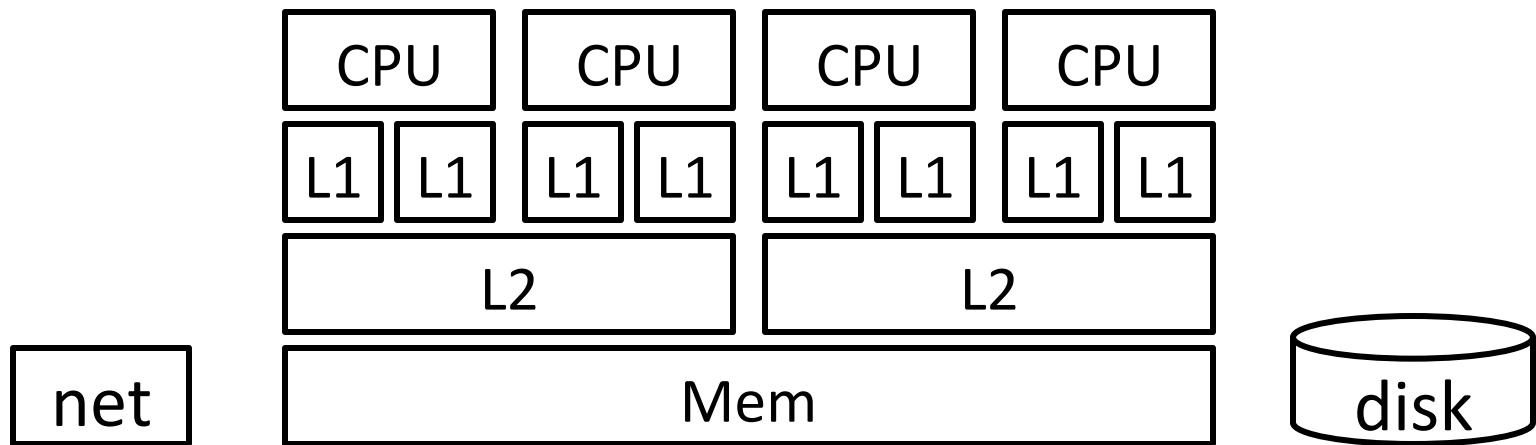 CPU CPU CPU CPU
L1 L1 L1 L1 L1 L1 L1 L1
L2 L2
net Mem disk